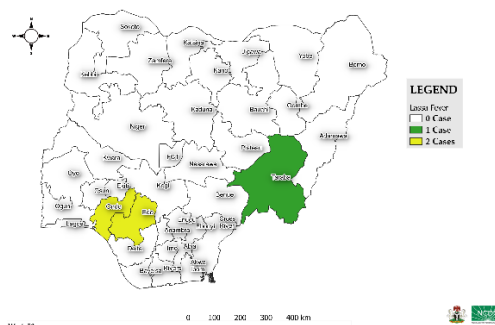 Sokoto
Katsina
Jigawa
Yobe
Borno
Zamfara
Kano
Kebbi
Kaduna
Bauchi
Gombe
Adamawa
Niger
Plateau
Kwara
FCT
Nasarawa
Taraba
Oyo
Ekiti
Kogi
Benue
Osun
Ogun
Ondo
Edo
Lagos
Enugu
Anambra
Ebonyi
Cross
River
Delta
Imo
Abia
Bayelsa
Rivers
Akwa
LEGEND
Lassa Fever
0 Case
1 Case
2 Cases
0 100 200 300 400 km
NCDC